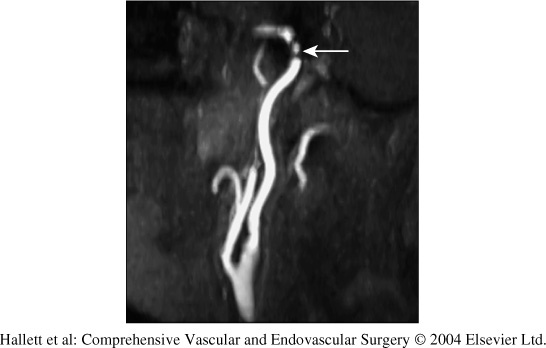 Hallett et al: Comprehensive Vascular and Endovascular Surgery © 2004 Elsevier Ltd.